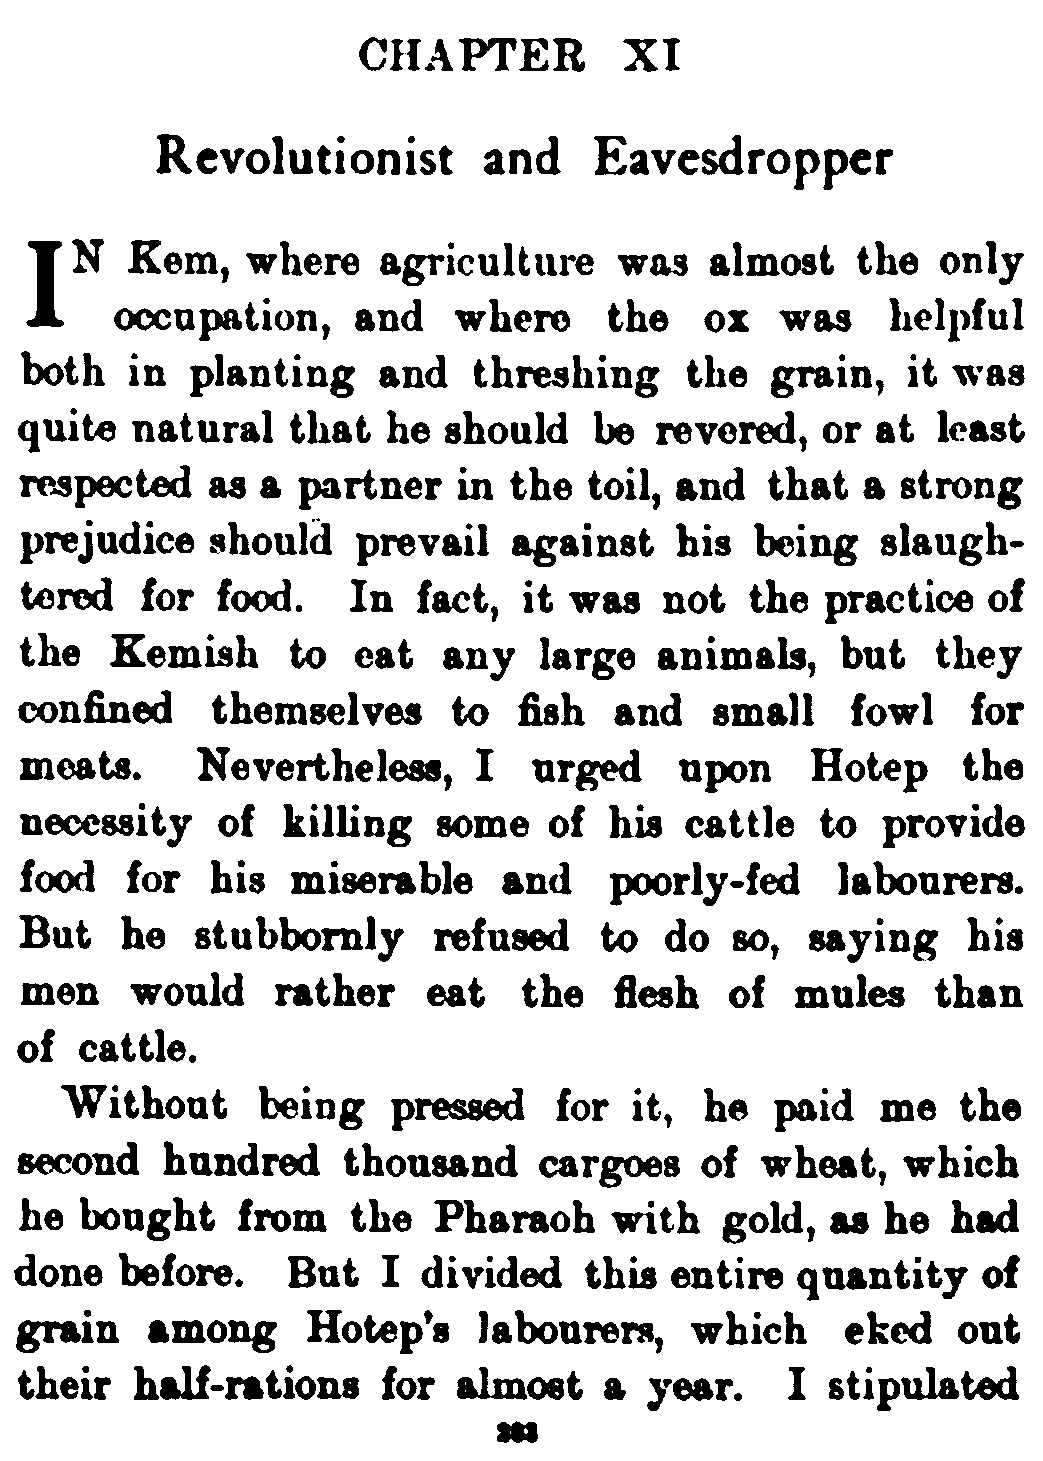 CHAPTER XI
Revolutionist and Eavesdropper
IN Kem, where agriculture was almost the only
occupation, and where the ox was helpful
both in planting and threshing the grain, it was
quite natural that he should be revered, or at least
respected as a partner in the toil, and that a strong
prejudice should prevail against his being slaugh-
tered for food. In fact, it was not the practice of
the Kemish to eat any large animals, but they
confined themselves to fish and small fowl for
meats. Nevertheless, I urged upon Hotep the
necessity of killing some of his cattle to provide
food for his miserable and poorly-fed labourers.
But he stubbornly refused to do so, saying his
men would rather eat the flesh of mules than
of cattle.
Without being pressed for it, he paid me the
second hundred thousand cargoes of wheat, which
he bought from the Pharaoh with gold, as he had
done before. But I divided this entire quantity of
grain among Hotep's labourers, which eked out
their half-rations for almost a year. I stipulated